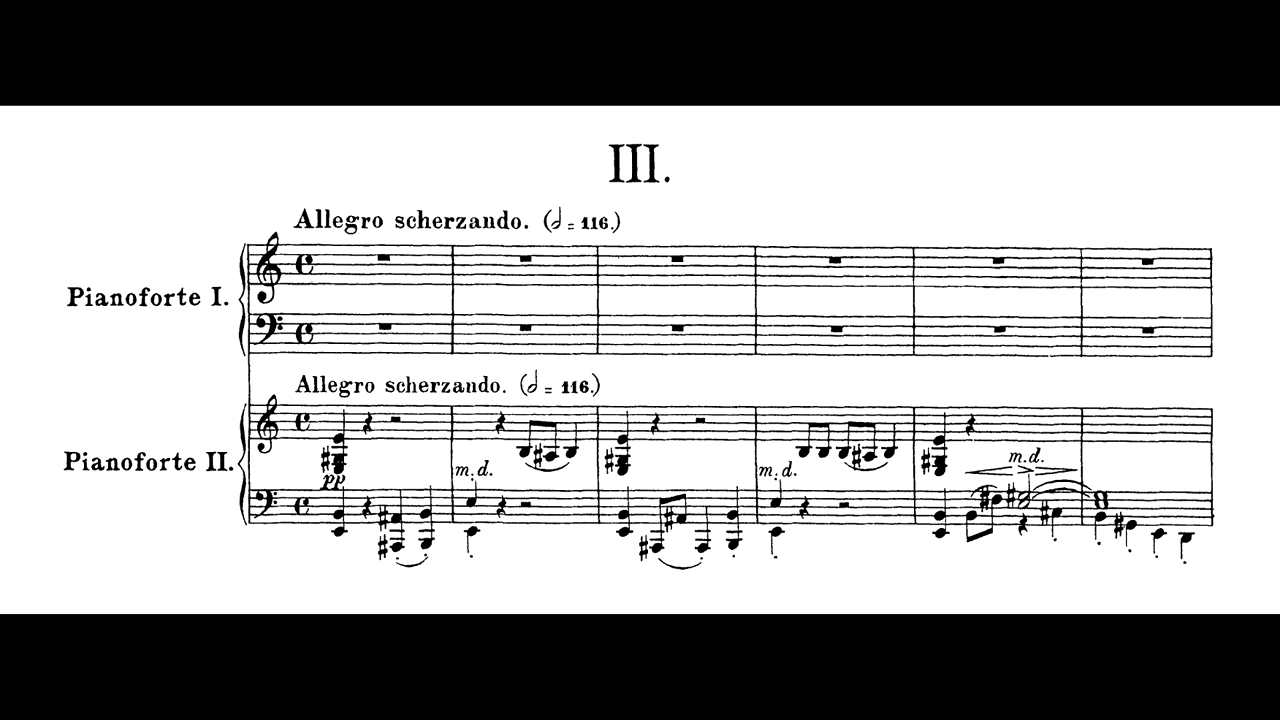 III.
Allegro scherzando. (𝅗𝅥 = 116.)
Pianoforte I.
Allegro scherzando. (𝅗𝅥 = 116.)
Pianoforte II.
pp
m.d.
m.d.
m.d.